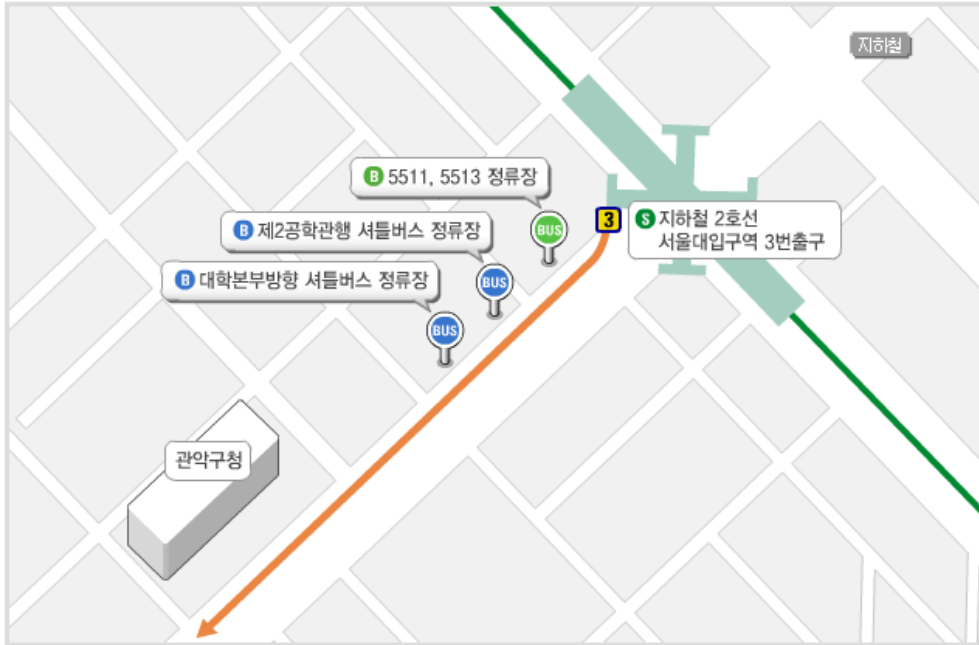 지하철
B 5511, 5513 정류장
BUS
3
S 지하철 2호선
서울대입구역 3번출구
B 제2공학관행 셔틀버스 정류장
BUS
B 대학본부방향 셔틀버스 정류장
BUS
관악구청